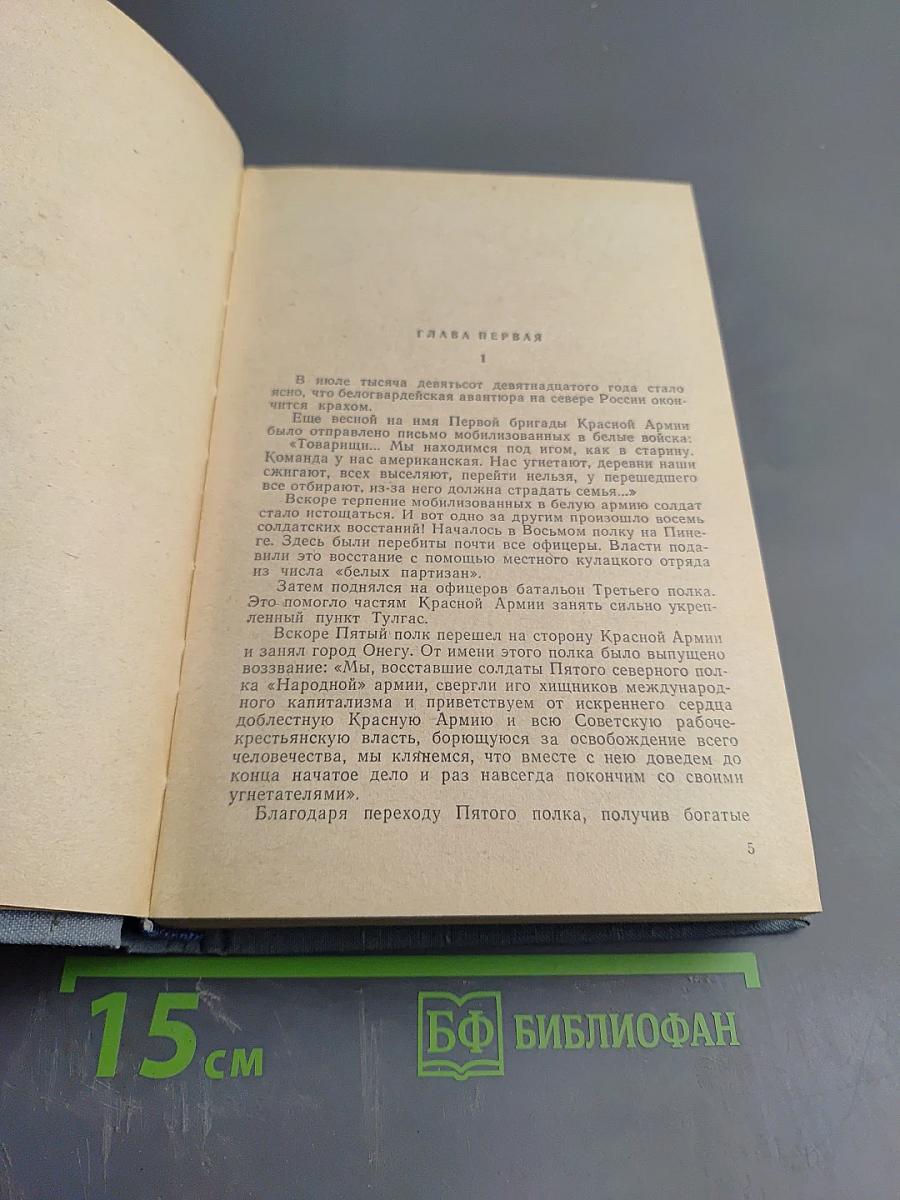 ГЛАВА ПЕРВАЯ
1
В июле тысяча девятьсот девятнадцатого года стало
ясно, что белогвардейская авантюра на севере России окон-
чится крахом.
Еще весной на имя Первой бригады Красной Армии
было отправлено письмо мобилизованных в белые войска:
«Товарищи... Мы находимся под игом, как в старину.
Команда у нас американская. Нас угнетают, деревни наши
сжигают, всех выселяют, перейти нельзя, у перешедшего
все отбирают, из-за него должна страдать семья...»
Вскоре терпение мобилизованных в белую армию солдат
стало истощаться. И вот одно за другим произошло восемь
солдатских восстаний! Началось в Восьмом полку на Пине-
ге. Здесь были перебиты почти все офицеры. Власти пода-
вили это восстание с помощью местного кулацкого отряда
из числа «белых партизан».
Затем поднялся на офицеров батальон Третьего полка.
Это помогло частям Красной Армии занять сильно укреп-
ленный пункт Тулгас.
Вскоре Пятый полк перешел на сторону Красной Армии
и занял город Онегу. От имени этого полка было выпущено
воззвание: «Мы, восставшие солдаты Пятого северного пол-
ка «Народной» армии, свергли иго хищников международ-
ного капитализма и приветствуем от искреннего сердца
доблестную Красную Армию и всю Советскую рабоче-
крестьянскую власть, борющуюся за освобождение всего
человечества, мы клянемся, что вместе с нею доведем до
конца начатое дело и раз навсегда покончим со своими
угнетателями».
Благодаря переходу Пятого полка, получив богатые
5
15 см
БФ БИБЛИОФАН